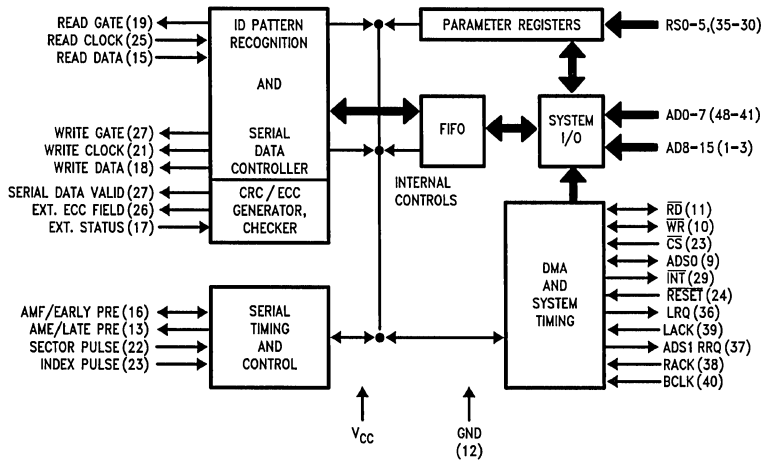 READ GATE (19)
READ CLOCK (25)
READ DATA (15)
WRITE GATE (27)
WRITE CLOCK (21)
WRITE DATA (18)
SERIAL DATA VALID (27)
EXT. ECC FIELD (26)
EXT. STATUS (17)
AMF/EARLY PRE (16)
AME/LATE PRE (13)
SECTOR PULSE (22)
INDEX PULSE (23)
ID PATTERN
RECOGNITION
AND
SERIAL
DATA
CONTROLLER
CRC/ECC
GENERATOR,
CHECKER
SERIAL
TIMING
AND
CONTROL
PARAMETER REGISTERS
FIFO
INTERNAL
CONTROLS
SYSTEM
I/O
DMA
AND
SYSTEM
TIMING
RS0-5,(35-30)
AD0-7 (48-41)
AD8-15 (1-3)
R̅D̅ (11)
W̅R̅ (10)
C̅S̅ (23)
ADS0 (9)
I̅N̅T̅ (29)
R̅E̅S̅E̅T̅ (24)
LRQ (36)
LACK (39)
ADS1 RRQ (37)
RACK (38)
BCLK (40)
VCC
GND
(12)